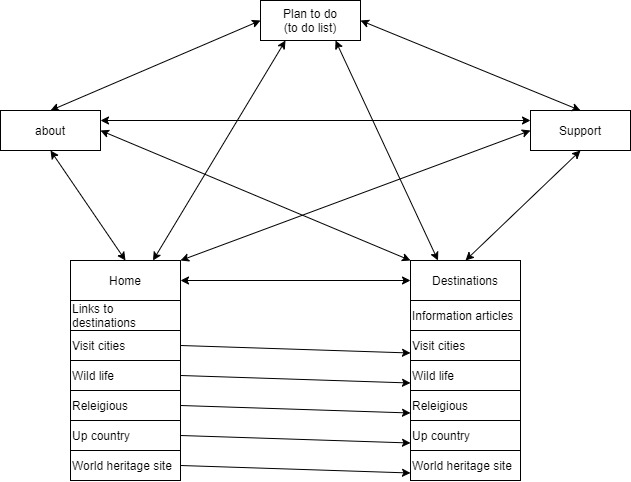 Plan to do
(to do list)
about
Support
Home
Destinations
Links to
destinations
Information articles
Visit cities
Visit cities
Wild life
Wild life
Releigious
Releigious
Up country
Up country
World heritage site
World heritage site